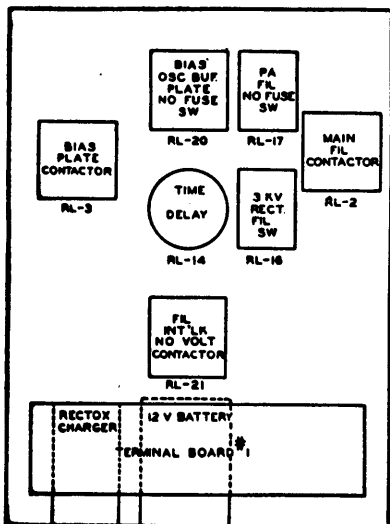 BIAS
OSC BUF.
PLATE
NO FUSE
SW
RL-20
PA
FIL
NO FUSE
SW
RL-17
MAIN
FIL
CONTACTOR
RL-2
BIAS
PLATE
CONTACTOR
RL-3
TIME
DELAY
RL-14
3 KV
RECT.
FIL
SW
RL-16
FIL
INT'LK
NO VOLT
CONTACTOR
RL-21
RECTOX
CHARGER
12 V BATTERY
TERMINAL BOARD #1